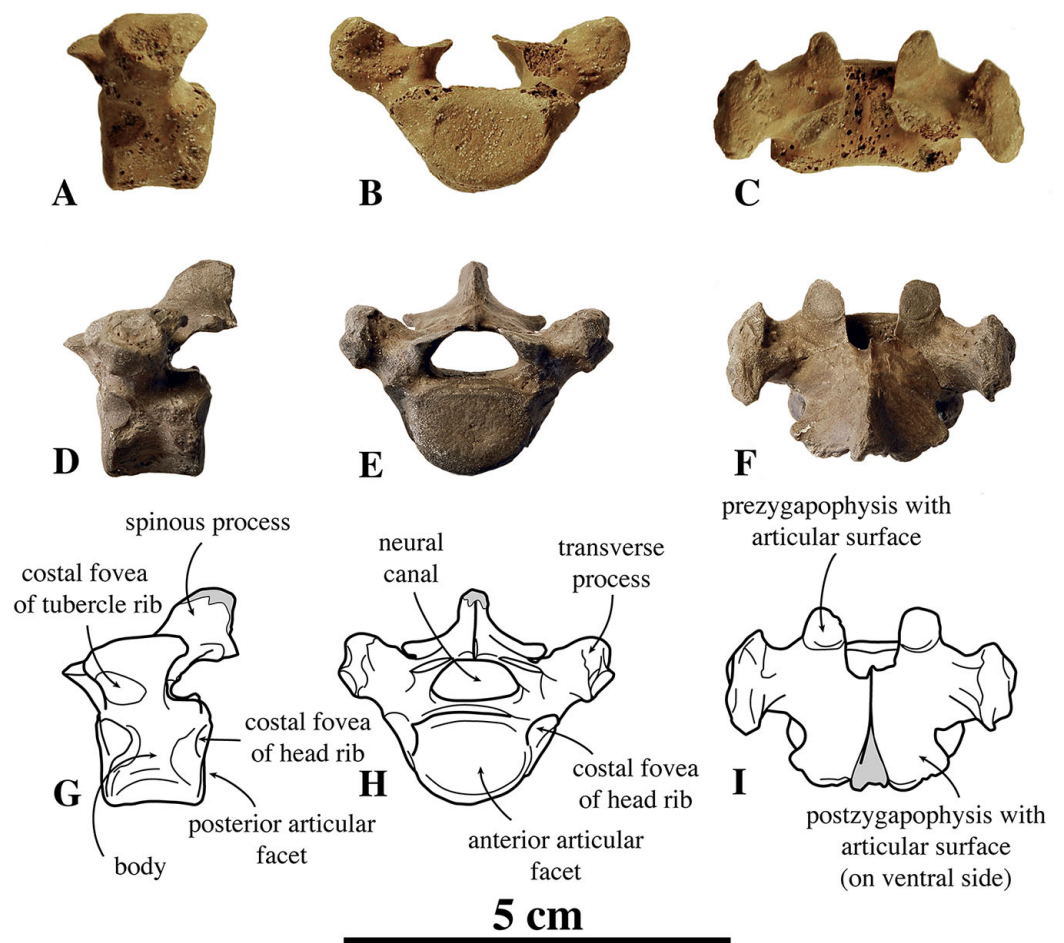 A
B
C
D
E
F
spinous process
costal fovea
of tubercle rib
neural
canal
transverse
process
prezygapophysis with
articular surface
costal fovea
of head rib
costal fovea
of head rib
G
H
I
posterior articular
facet
body
anterior articular
facet
postzygapophysis with
articular surface
(on ventral side)
5 cm